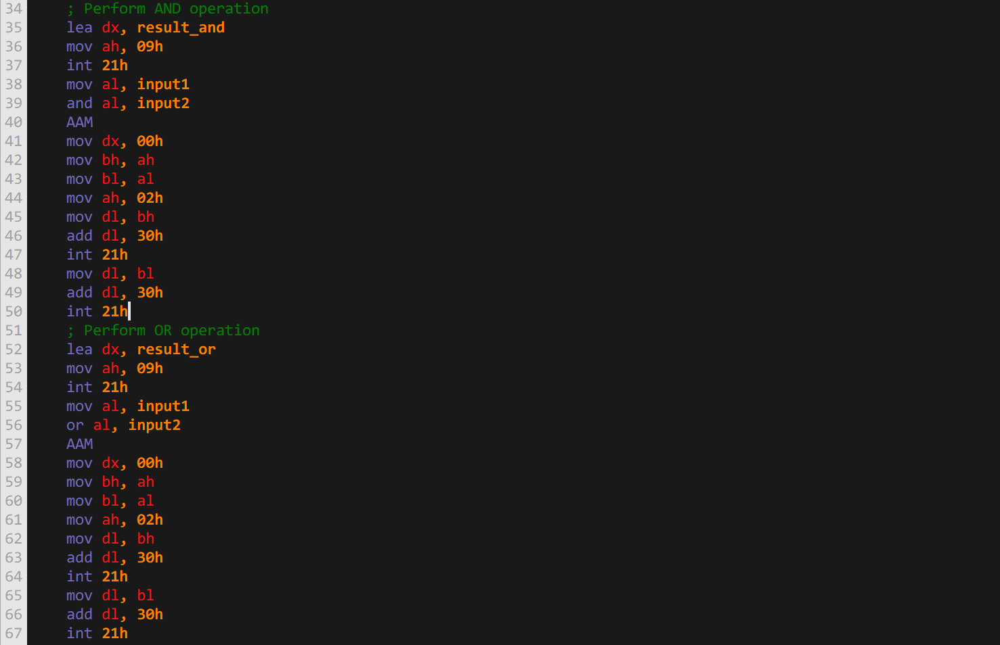 34 ; Perform AND operation
35 lea dx, result_and
36 mov ah, 09h
37 int 21h
38 mov al, input1
39 and al, input2
40 AAM
41 mov dx, 00h
42 mov bh, ah
43 mov bl, al
44 mov ah, 02h
45 mov dl, bh
46 add dl, 30h
47 int 21h
48 mov dl, bl
49 add dl, 30h
50 int 21h
51 ; Perform OR operation
52 lea dx, result_or
53 mov ah, 09h
54 int 21h
55 mov al, input1
56 or al, input2
57 AAM
58 mov dx, 00h
59 mov bh, ah
60 mov bl, al
61 mov ah, 02h
62 mov dl, bh
63 add dl, 30h
64 int 21h
65 mov dl, bl
66 add dl, 30h
67 int 21h